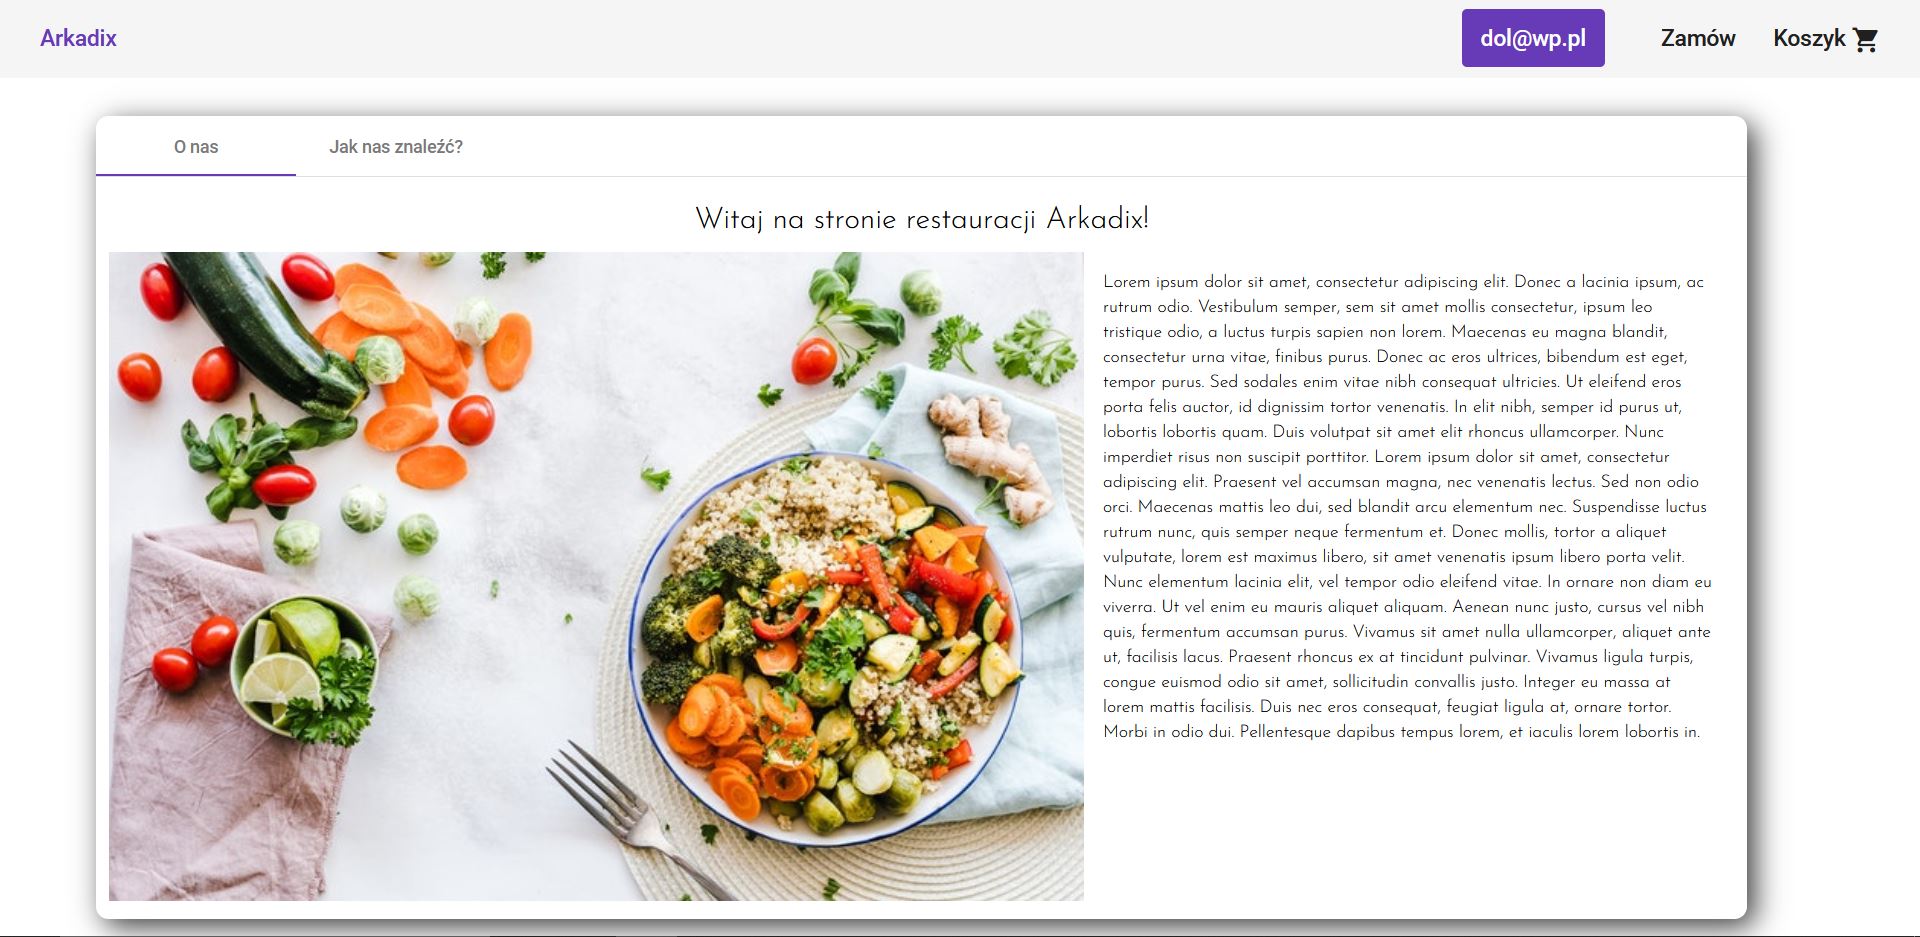 Arkadix
dol@wp.pl
Zamów
Koszyk
O nas
Jak nas znaleźć?
Witaj na stronie restauracji Arkadix!
Lorem ipsum dolor sit amet, consectetur adipiscing elit. Donec a lacinia ipsum, ac
rutrum odio. Vestibulum semper, sem sit amet mollis consectetur, ipsum leo
tristique odio, a luctus turpis sapien non lorem. Maecenas eu magna blandit,
consectetur urna vitae, finibus purus. Donec ac eros ultrices, bibendum est eget,
tempor purus. Sed sodales enim vitae nibh consequat ultricies. Ut eleifend eros
porta felis auctor, id dignissim tortor venenatis. In elit nibh, semper id purus ut,
lobortis lobortis quam. Duis volutpat sit amet elit rhoncus ullamcorper. Nunc
imperdiet risus non suscipit porttitor. Lorem ipsum dolor sit amet, consectetur
adipiscing elit. Praesent vel accumsan magna, nec venenatis lectus. Sed non odio
orci. Maecenas mattis leo dui, sed blandit arcu elementum nec. Suspendisse luctus
rutrum nunc, quis semper neque fermentum et. Donec mollis, tortor a aliquet
vulputate, lorem est maximus libero, sit amet venenatis ipsum libero porta velit.
Nunc elementum lacinia elit, vel tempor odio eleifend vitae. In ornare non diam eu
viverra. Ut vel enim eu mauris aliquet aliquam. Aenean nunc justo, cursus vel nibh
quis, fermentum accumsan purus. Vivamus sit amet nulla ullamcorper, aliquet ante
ut, facilisis lacus. Praesent rhoncus ex at tincidunt pulvinar. Vivamus ligula turpis,
congue euismod odio sit amet, sollicitudin convallis justo. Integer eu massa at
lorem mattis facilisis. Duis nec eros consequat, feugiat ligula at, ornare tortor.
Morbi in odio dui. Pellentesque dapibus tempus lorem, et iaculis lorem lobortis in.